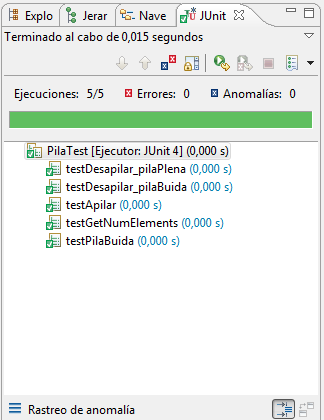 Explo Jerar Nave JUnit
Terminado al cabo de 0,015 segundos
Ejecuciones: 5/5 Errores: 0 Anomalías: 0
PilaTest [Ejecutor: JUnit 4] (0,000 s)
testDesapilar_pilaPlena (0,000 s)
testDesapilar_pilaBuida (0,000 s)
testApilar (0,000 s)
testGetNumElements (0,000 s)
testPilaBuida (0,000 s)
Rastreo de anomalía